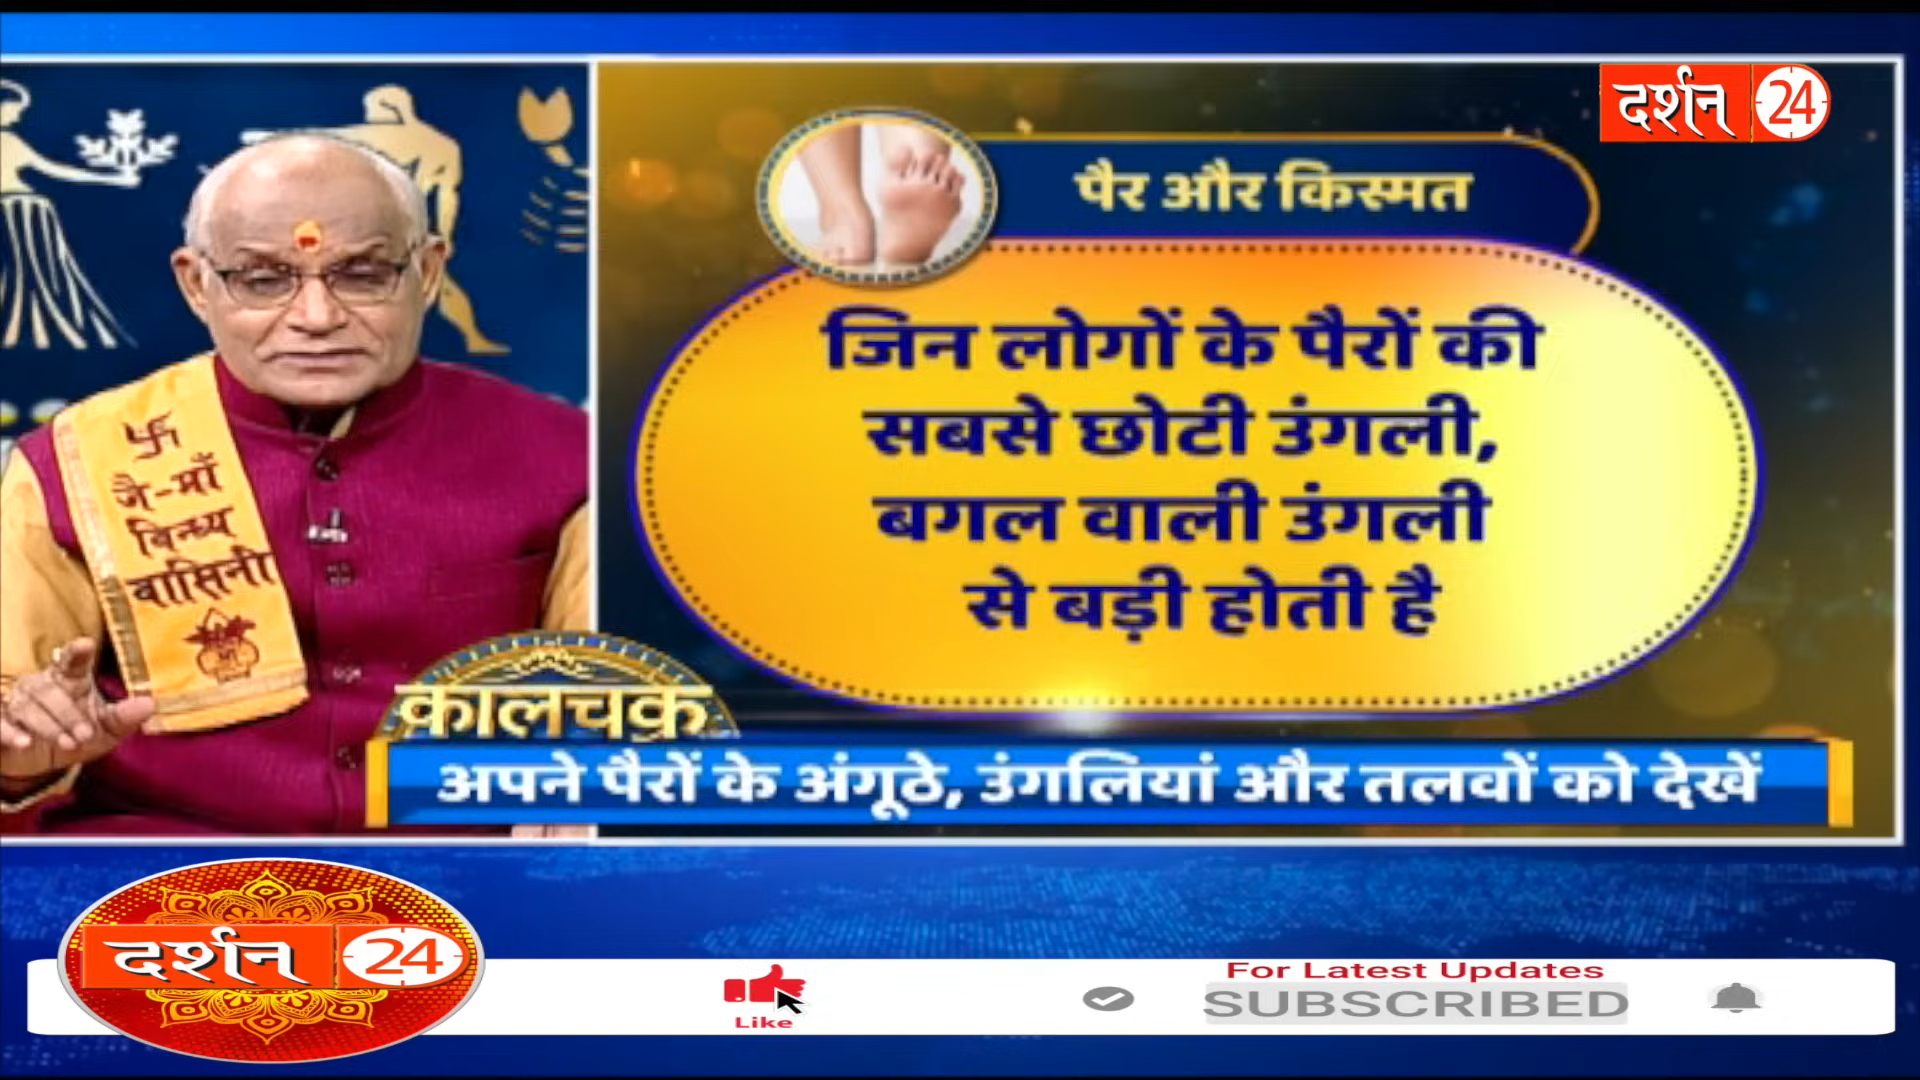 दर्शन 24
पैर और किस्मत
जिन लोगों के पैरों की
सबसे छोटी उंगली,
बगल वाली उंगली
से बड़ी होती है
जै-माँ
विन्ध्य
वासिनी
कालचक्र
अपने पैरों के अंगूठे, उंगलियां और तलवों को देखें
दर्शन 24
Like
For Latest Updates
SUBSCRIBED